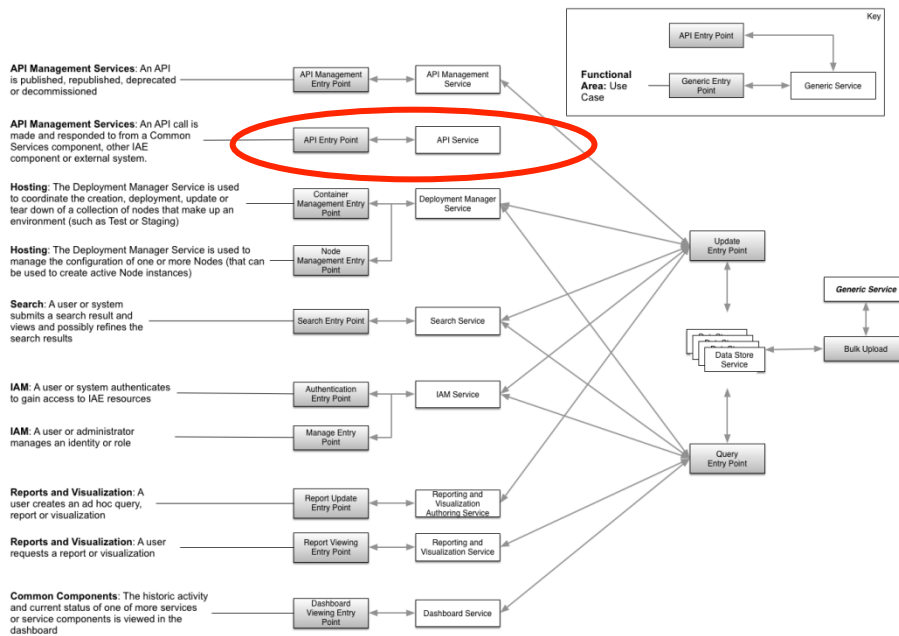 Key
API Entry Point
Functional
Area: Use
Case
Generic Entry
Point
Generic Service
API Management Services: An API
is published, republished, deprecated
or decommissioned
API Management
Entry Point
API Management
Service
API Management Services: An API call is
made and responded to from a Common
Services component, other IAE
component or external system.
API Entry Point
API Service
Hosting: The Deployment Manager Service is used
to coordinate the creation, deployment, update or
tear down of a collection of nodes that make up an
environment (such as Test or Staging)
Container
Management Entry
Point
Deployment Manager
Service
Hosting: The Deployment Manager Service is used to
manage the configuration of one or more Nodes (that can
be used to create active Node instances)
Node
Management Entry
Point
Update
Entry Point
Search: A user or system
submits a search result and
views and possibly refines the
search results
Search Entry Point
Search Service
Generic Service
Data Store
Service
Bulk Upload
IAM: A user or system authenticates
to gain access to IAE resources
Authentication
Entry Point
IAM Service
IAM: A user or administrator
manages an identity or role
Manage Entry
Point
Query
Entry Point
Reports and Visualization: A
user creates an ad hoc query,
report or visualization
Report Update
Entry Point
Reporting and
Visualization
Authoring Service
Reports and Visualization: A user
requests a report or visualization
Report Viewing
Entry Point
Reporting and
Visualization Service
Common Components: The historic activity
and current status of one of more services
or service components is viewed in the
dashboard
Dashboard
Viewing Entry
Point
Dashboard Service